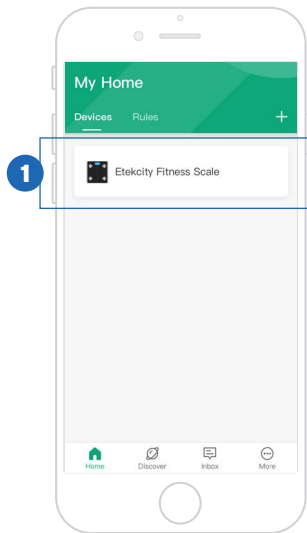 My Home
Devices Rules +
1
Etekcity Fitness Scale
Home Discover Inbox More